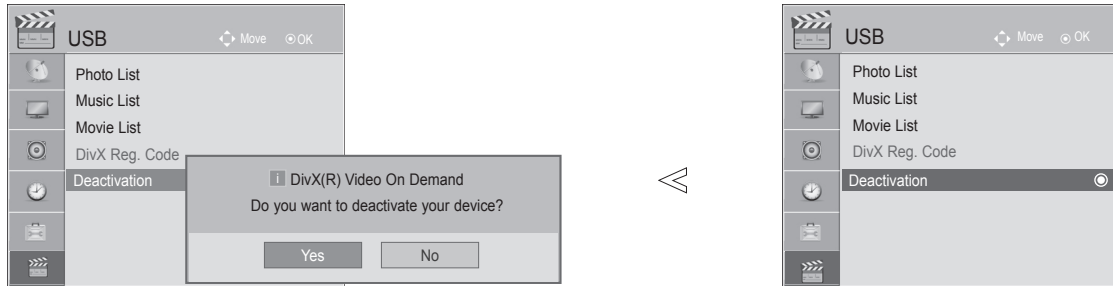 USB Move OK
Photo List
Music List
Movie List
DivX Reg. Code
Deactivation
i DivX(R) Video On Demand
Do you want to deactivate your device?
Yes No
USB Move OK
Photo List
Music List
Movie List
DivX Reg. Code
Deactivation